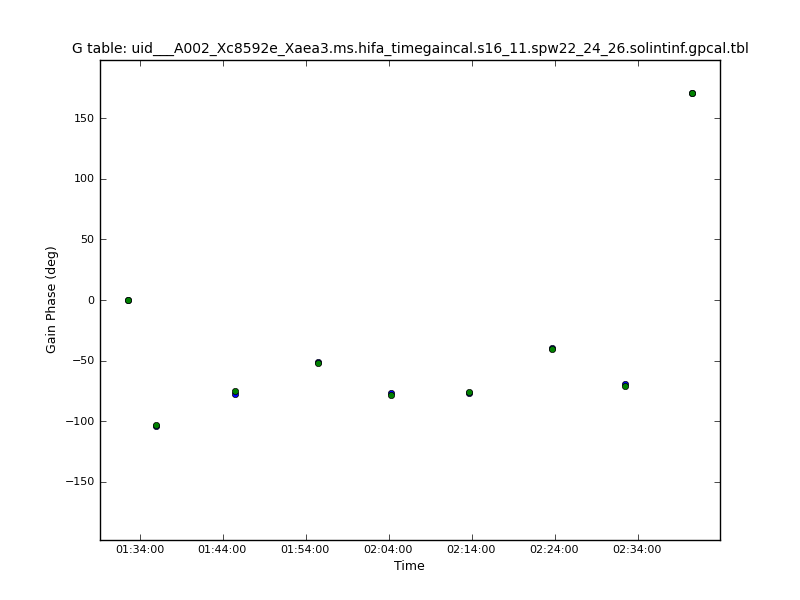 G table: uid___A002_Xc8592e_Xaea3.ms.hifa_timegaincal.s16_11.spw22_24_26.solintinf.gpcal.tbl
150
100
50
0
−50
−100
−150
Gain Phase (deg)
01:34:00 01:44:00 01:54:00 02:04:00 02:14:00 02:24:00 02:34:00
Time